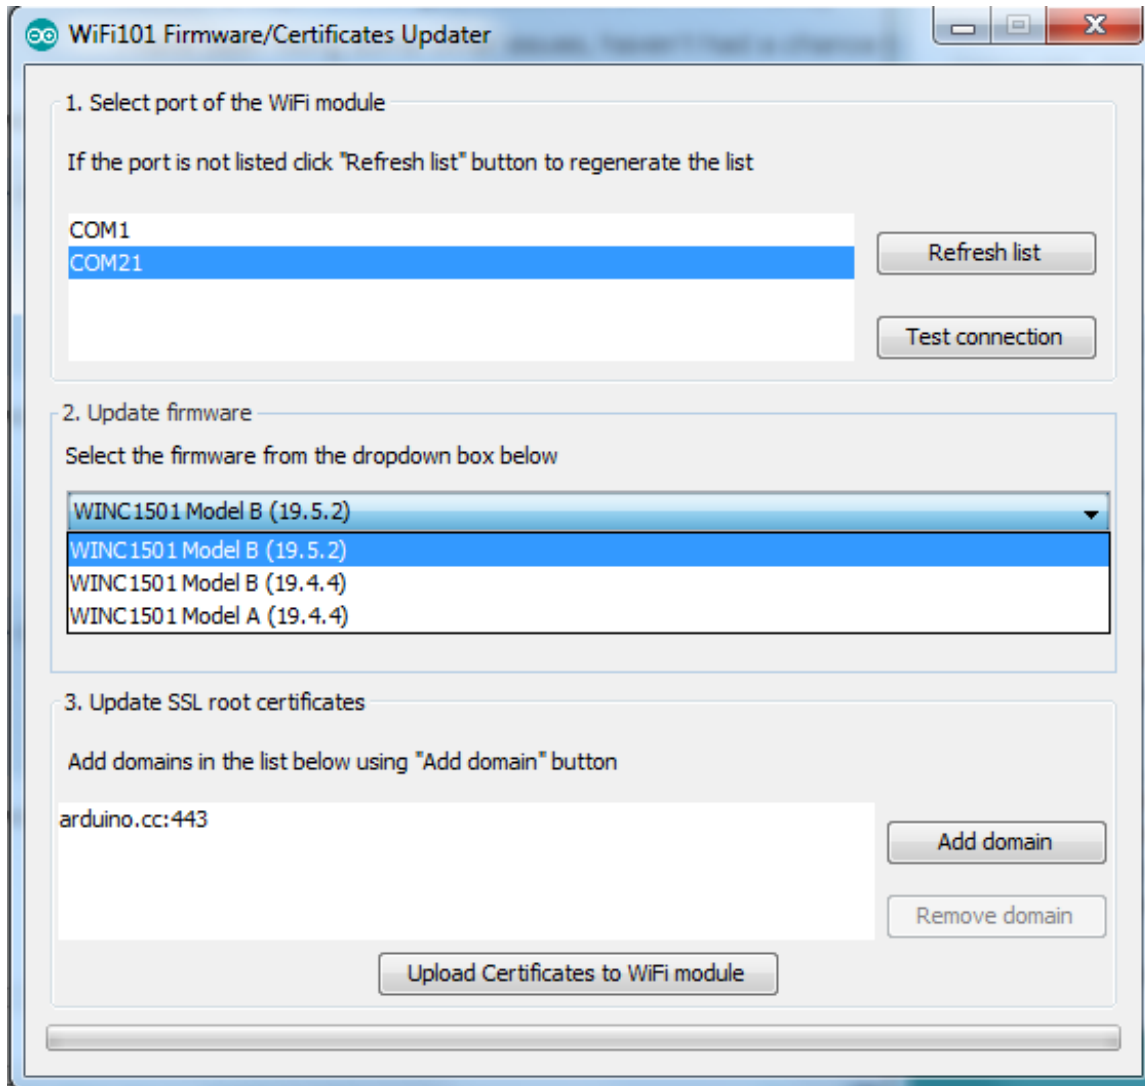 WiFi101 Firmware/Certificates Updater
1. Select port of the WiFi module
If the port is not listed click "Refresh list" button to regenerate the list
COM1
COM21
Refresh list
Test connection
2. Update firmware
Select the firmware from the dropdown box below
WINC1501 Model B (19.5.2)
WINC1501 Model B (19.5.2)
WINC1501 Model B (19.4.4)
WINC1501 Model A (19.4.4)
3. Update SSL root certificates
Add domains in the list below using "Add domain" button
arduino.cc:443
Add domain
Remove domain
Upload Certificates to WiFi module